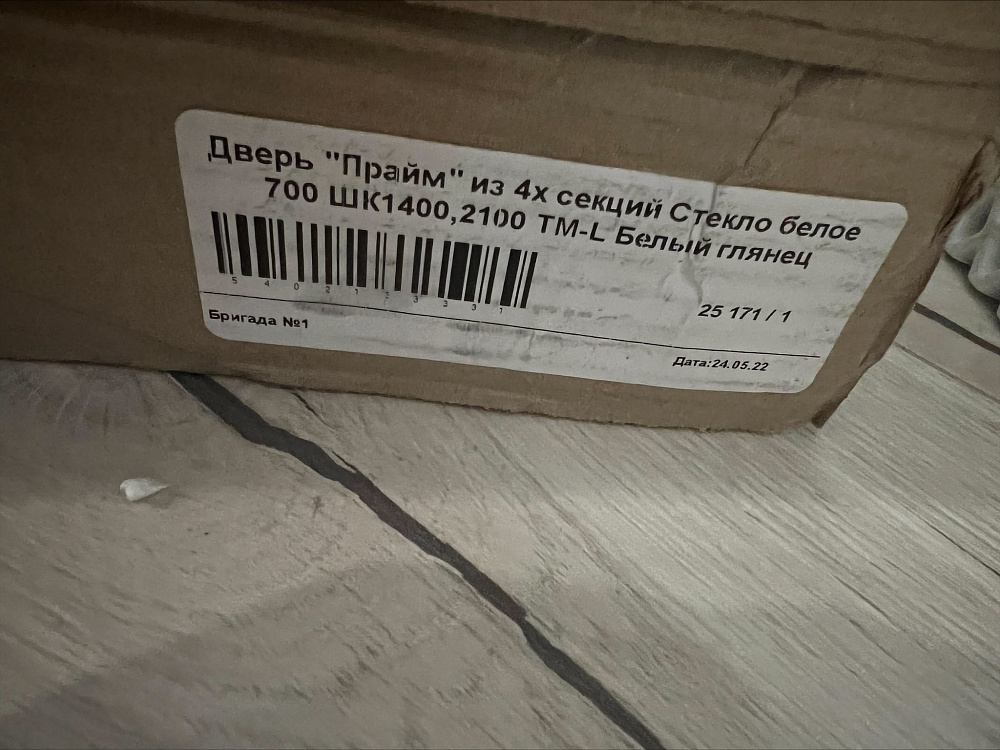 Дверь "Прайм" из 4х секций Стекло белое
700 ШК1400,2100 ТМ-L Белый глянец
25 171 / 1
Бригада №1
Дата:24.05.22